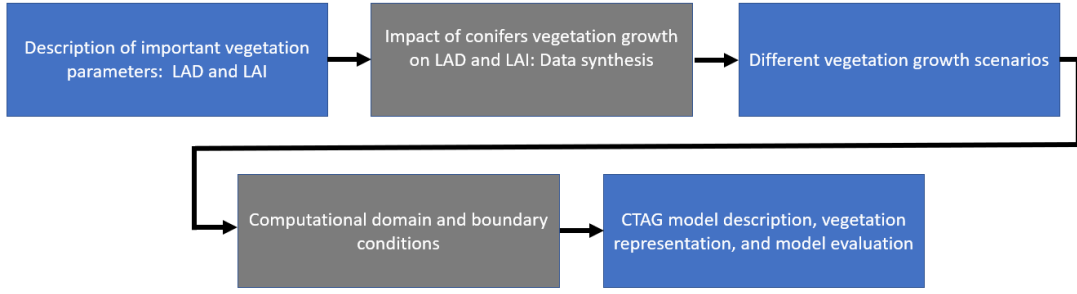 Description of important vegetation
parameters: LAD and LAI
Impact of conifers vegetation growth
on LAD and LAI: Data synthesis
Different vegetation growth scenarios
Computational domain and boundary
conditions
CTAG model description, vegetation
representation, and model evaluation